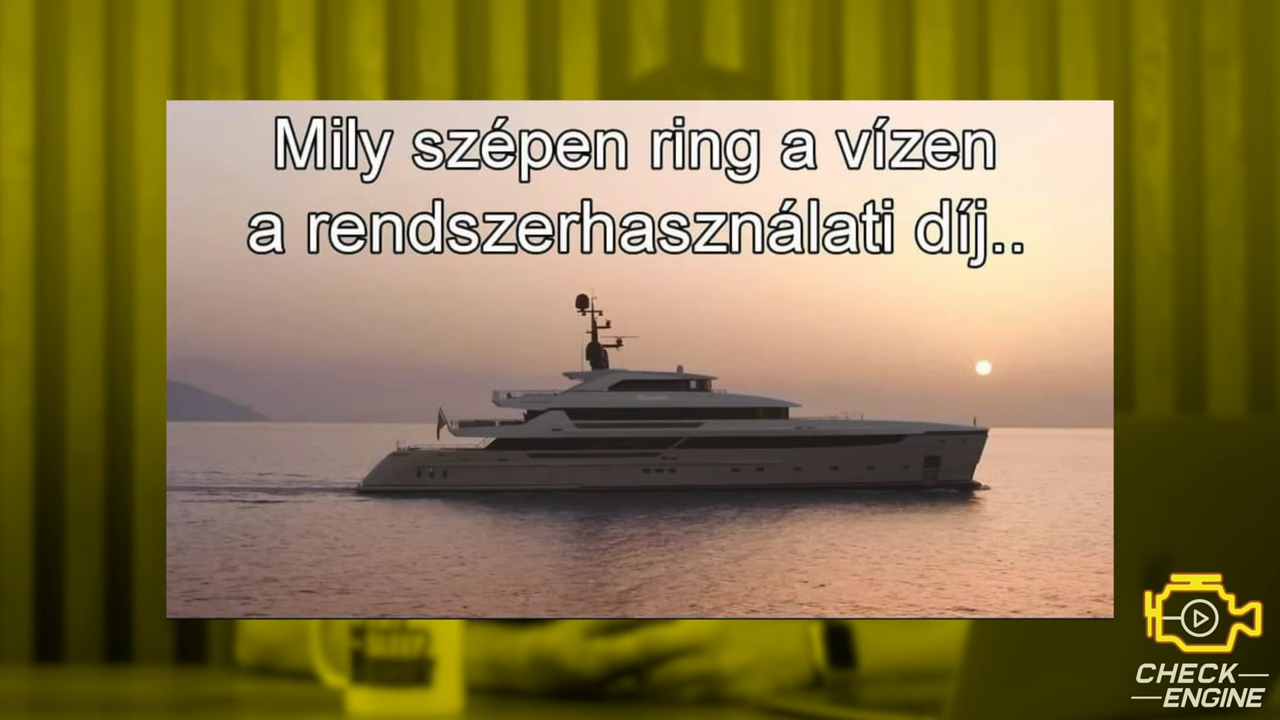 Mily szépen ring a vízen
a rendszerhasználati díj..
CHECK
ENGINE